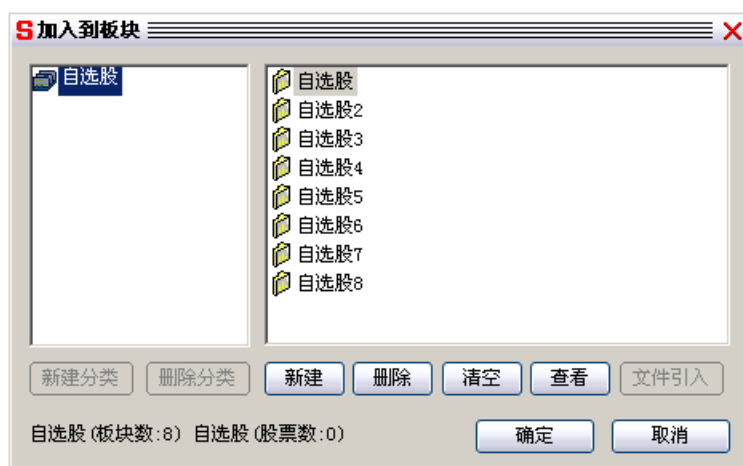 S 加入到板块
自选股
自选股
自选股2
自选股3
自选股4
自选股5
自选股6
自选股7
自选股8
新建分类 删除分类 新建 删除 清空 查看 文件引入
自选股(板块数:8) 自选股(股票数:0) 确定 取消